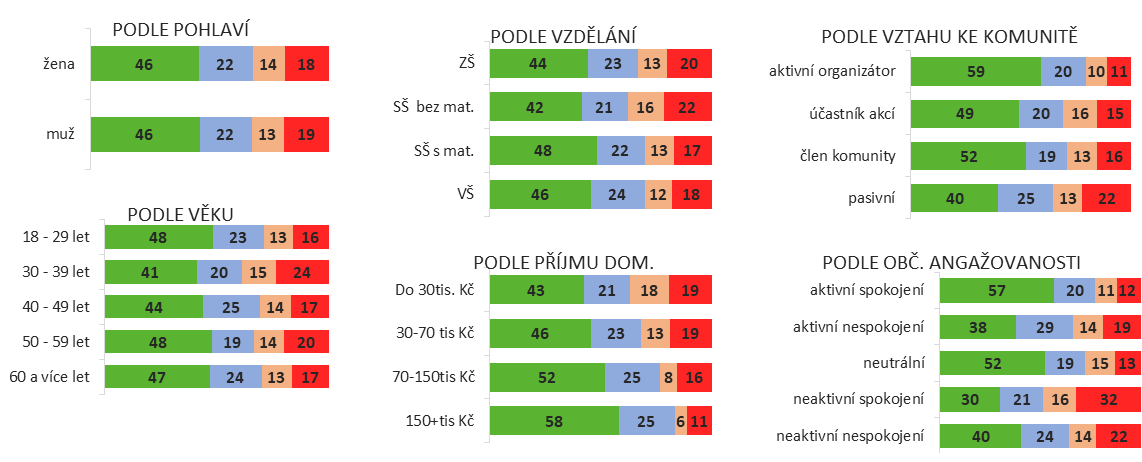 PODLE POHLAVÍ
žena 46 22 14 18
muž 46 22 13 19
PODLE VĚKU
18 - 29 let 48 23 13 16
30 - 39 let 41 20 15 24
40 - 49 let 44 25 14 17
50 - 59 let 48 19 14 20
60 a více let 47 24 13 17
PODLE VZDĚLÁNÍ
ZŠ 44 23 13 20
SŠ bez mat. 42 21 16 22
SŠ s mat. 48 22 13 17
VŠ 46 24 12 18
PODLE PŘÍJMU DOM.
Do 30tis. Kč 43 21 18 19
30-70 tis Kč 46 23 13 19
70-150tis Kč 52 25 8 16
150+tis Kč 58 25 6 11
PODLE VZTAHU KE KOMUNITĚ
aktivní organizátor 59 20 10 11
účastník akcí 49 20 16 15
člen komunity 52 19 13 16
pasivní 40 25 13 22
PODLE OBČ. ANGAŽOVANOSTI
aktivní spokojení 57 20 11 12
aktivní nespokojení 38 29 14 19
neutrální 52 19 15 13
neaktivní spokojení 30 21 16 32
neaktivní nespokojení 40 24 14 22